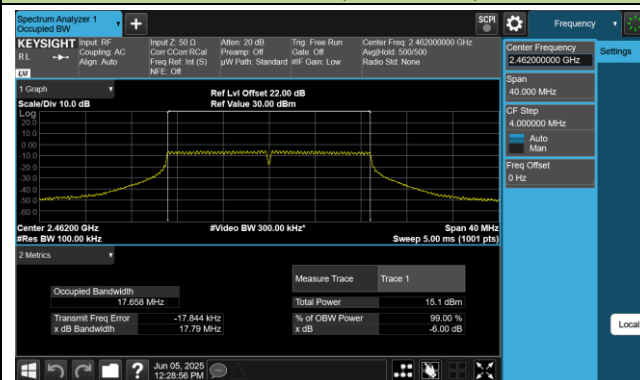 Spectrum Analyzer 1
Occupied BW
SCPI
Frequency
KEYSIGHT
RL
LVI
Input: RF
Coupling: AC
Align: Auto
Input Z: 50 Ω
Corr CCorr RCal
Freq Ref: Int (S)
NFE: Off
Atten: 20 dB
Preamp: Off
µW Path: Standard
Trig: Free Run
Gate: Off
#IF Gain: Low
Center Freq: 2.462000000 GHz
Avg|Hold: 500/500
Radio Std: None
Center Frequency
2.462000000 GHz
Settings
Span
40.000 MHz
CF Step
4.000000 MHz
Auto
Man
Freq Offset
0 Hz
1 Graph
Scale/Div 10.0 dB
Ref Lvl Offset 22.00 dB
Ref Value 30.00 dBm
Log
20.0
10.0
0.00
-10.0
-20.0
-30.0
-40.0
-50.0
-60.0
Center 2.46200 GHz
#Video BW 300.00 kHz*
Span 40 MHz
#Res BW 100.00 kHz
Sweep 5.00 ms (1001 pts)
2 Metrics
Measure Trace
Trace 1
Occupied Bandwidth
17.658 MHz
Total Power
15.1 dBm
Transmit Freq Error
-17.844 kHz
% of OBW Power
99.00 %
x dB Bandwidth
17.79 MHz
x dB
-6.00 dB
Local
?
Jun 05, 2025
12:28:56 PM